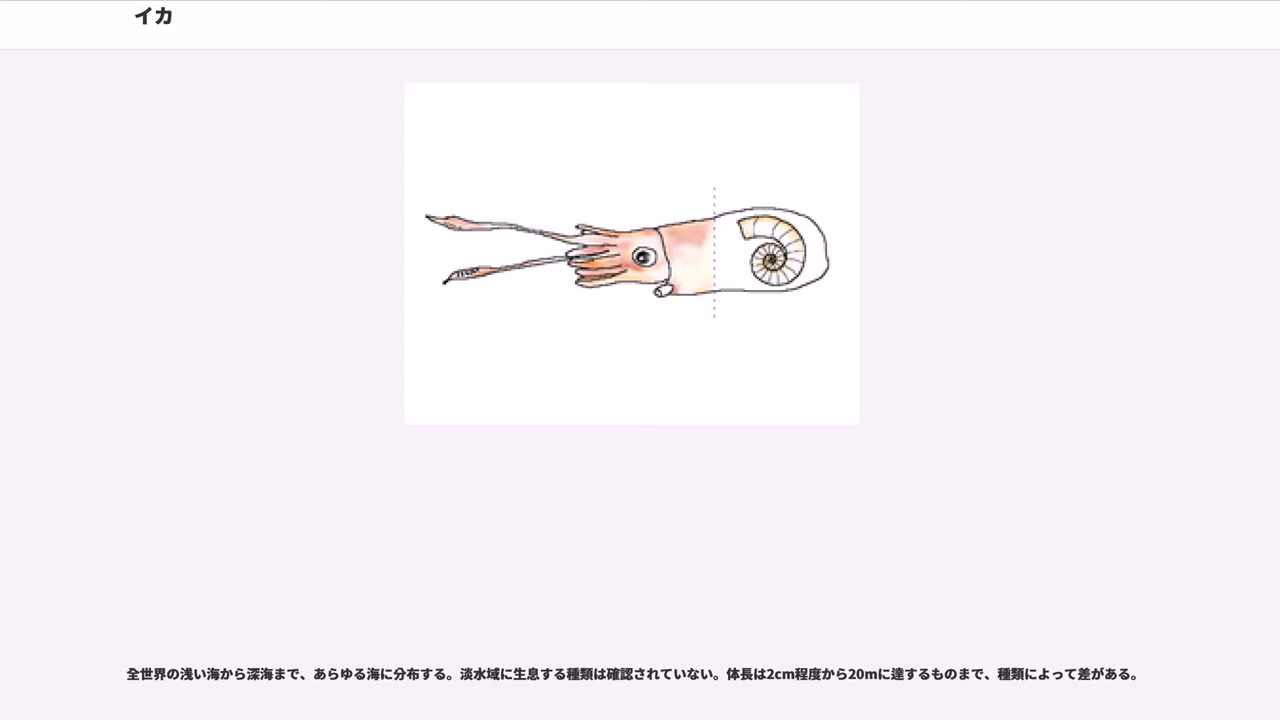 イカ
全世界の浅い海から深海まで、あらゆる海に分布する。淡水域に生息する種類は確認されていない。体長は2cm程度から20mに達するものまで、種類によって差がある。